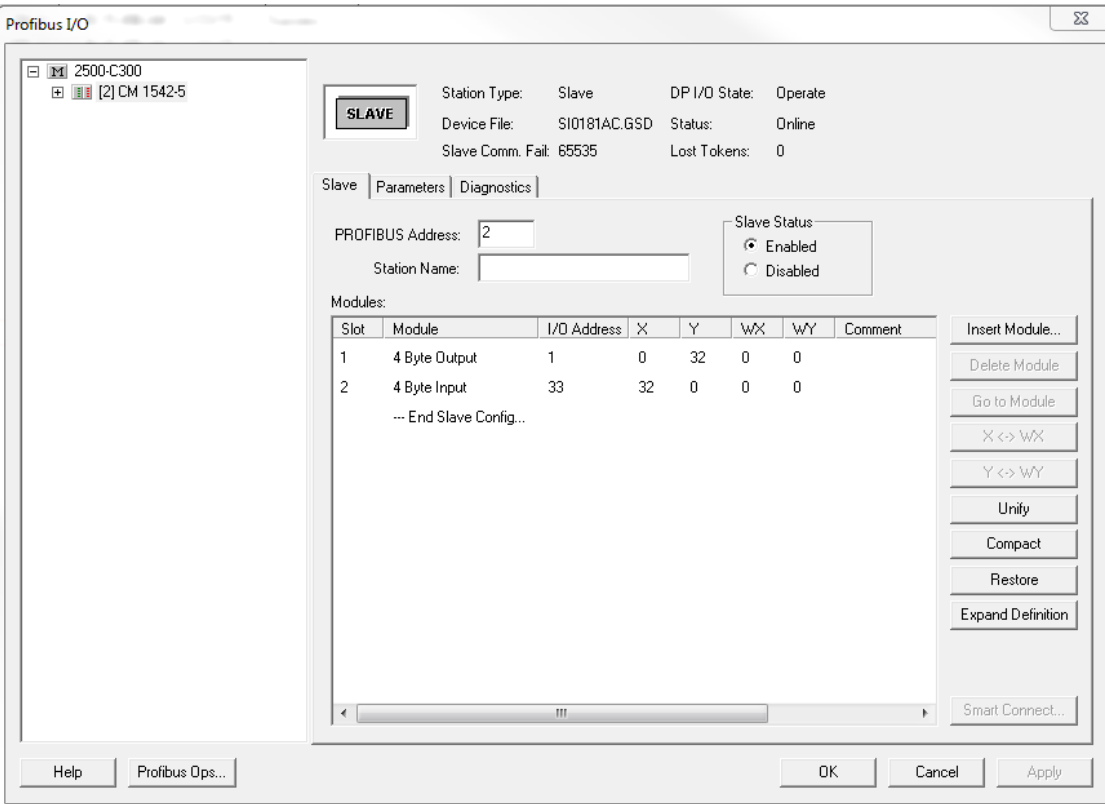 Profibus I/O
2500-C300
[2] CM 1542-5
SLAVE
Station Type: Slave DP I/O State: Operate
Device File: SI0181AC.GSD Status: Online
Slave Comm. Fail: 65535 Lost Tokens: 0
Slave Parameters Diagnostics
PROFIBUS Address: 2
Station Name:
Slave Status
Enabled
Disabled
Modules:
Slot Module I/O Address X Y WX WY Comment
1 4 Byte Output 1 0 32 0 0
2 4 Byte Input 33 32 0 0 0
--- End Slave Config...
Insert Module...
Delete Module
Go to Module
X <-> WX
Y <-> WY
Unify
Compact
Restore
Expand Definition
Smart Connect...
Help Profibus Ops... OK Cancel Apply